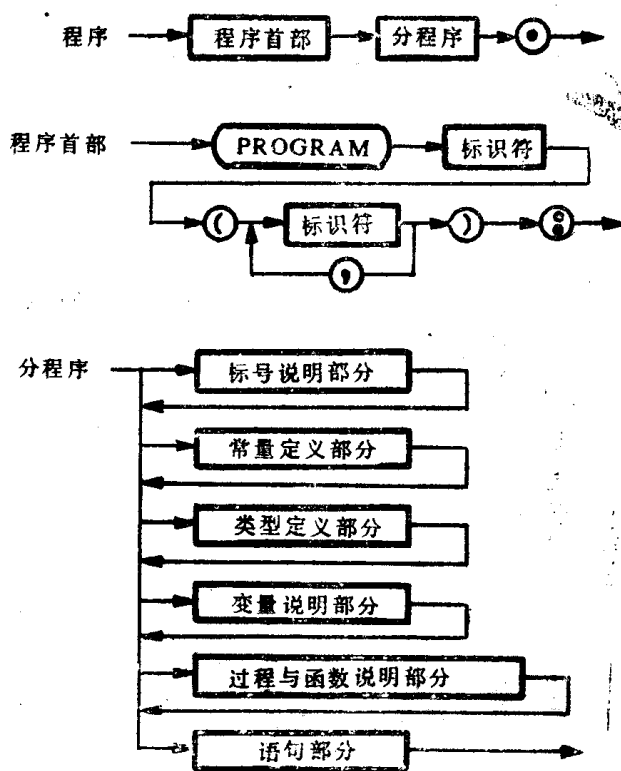 程序 程序首部 分程序 .
程序首部 PROGRAM 标识符
( 标识符 ) ;
,
分程序 标号说明部分
常量定义部分
类型定义部分
变量说明部分
过程与函数说明部分
语句部分